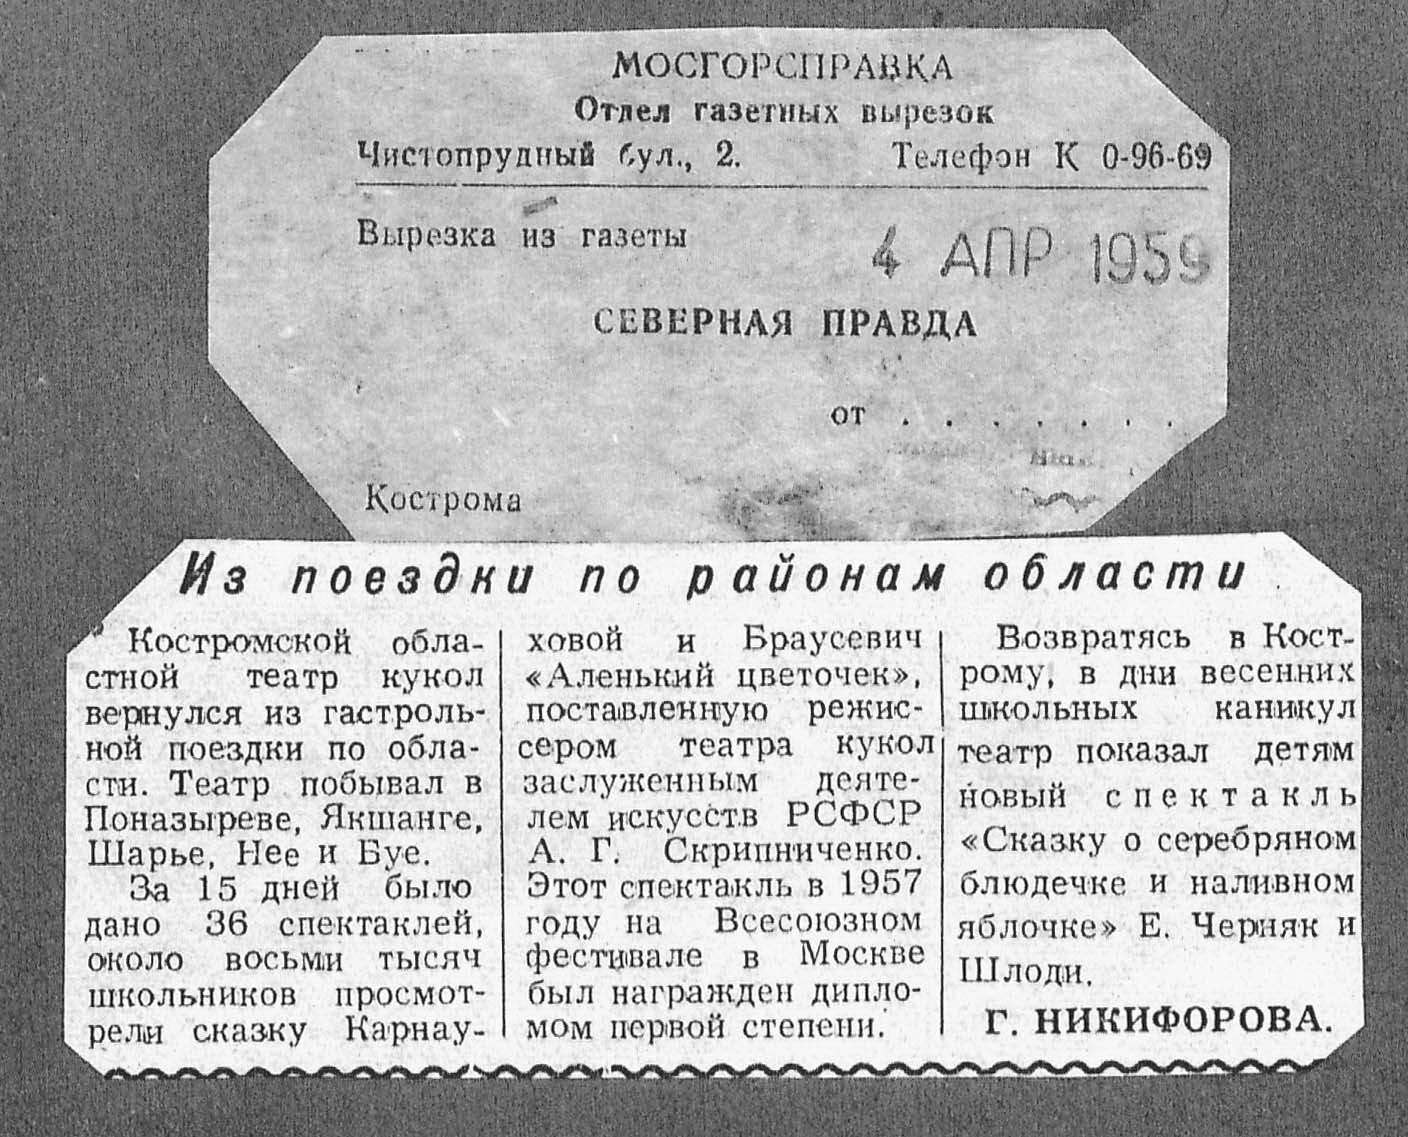 МОСГОРСПРАВКА
Отдел газетных вырезок
Чистопрудный бул., 2. Телефон К 0-96-69
Вырезка из газеты
4 АПР 1959
СЕВЕРНАЯ ПРАВДА
от . . . . . . .
Кострома
Из поездки по районам области
Костромской обла-
стной театр кукол
вернулся из гастроль-
ной поездки по обла-
сти. Театр побывал в
Поназыреве, Якшанге,
Шарье, Нее и Буе.
За 15 дней было
дано 36 спектаклей,
около восьми тысяч
школьников просмот-
рели сказку Карнау-
ховой и Браусевич
«Аленький цветочек»,
поставленную режис-
сером театра кукол
заслуженным деяте-
лем искусств РСФСР
А. Г. Скрипниченко.
Этот спектакль в 1957
году на Всесоюзном
фестивале в Москве
был награжден дипло-
мом первой степени.
Возвратясь в Кост-
рому, в дни весенних
школьных каникул
театр показал детям
новый спектакль
«Сказку о серебряном
блюдечке и наливном
яблочке» Е. Черняк и
Шлоди.
Г. НИКИФОРОВА.